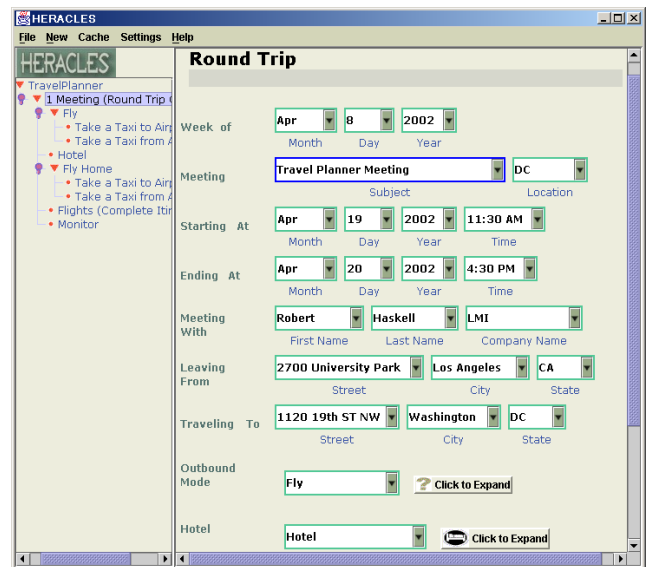 HERACLES
File New Cache Settings Help
HERACLES
TravelPlanner
1 Meeting (Round Trip
Fly
Take a Taxi to Air
Take a Taxi from
Hotel
Fly Home
Take a Taxi to Air
Take a Taxi from
Flights (Complete Itin
Monitor
Round Trip
Week of Apr 8 2002
Month Day Year
Meeting Travel Planner Meeting DC
Subject Location
Starting At Apr 19 2002 11:30 AM
Month Day Year Time
Ending At Apr 20 2002 4:30 PM
Month Day Year Time
Meeting With Robert Haskell LMI
First Name Last Name Company Name
Leaving From 2700 University Park Los Angeles CA
Street City State
Traveling To 1120 19th ST NW Washington DC
Street City State
Outbound Mode Fly ? Click to Expand
Hotel Hotel Click to Expand